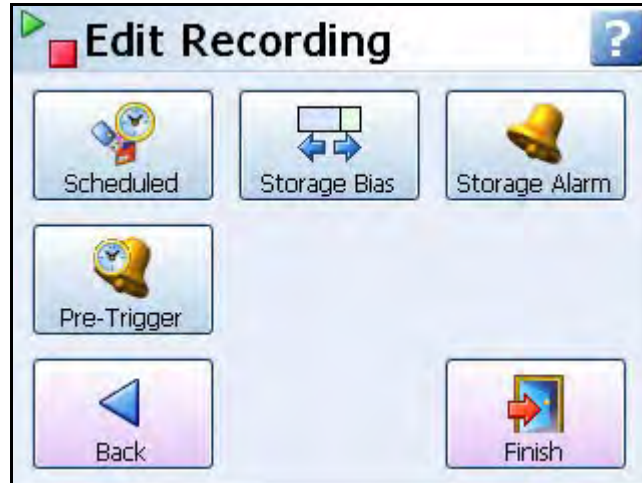 Edit Recording
?
Scheduled
Storage Bias
Storage Alarm
Pre-Trigger
Back
Finish